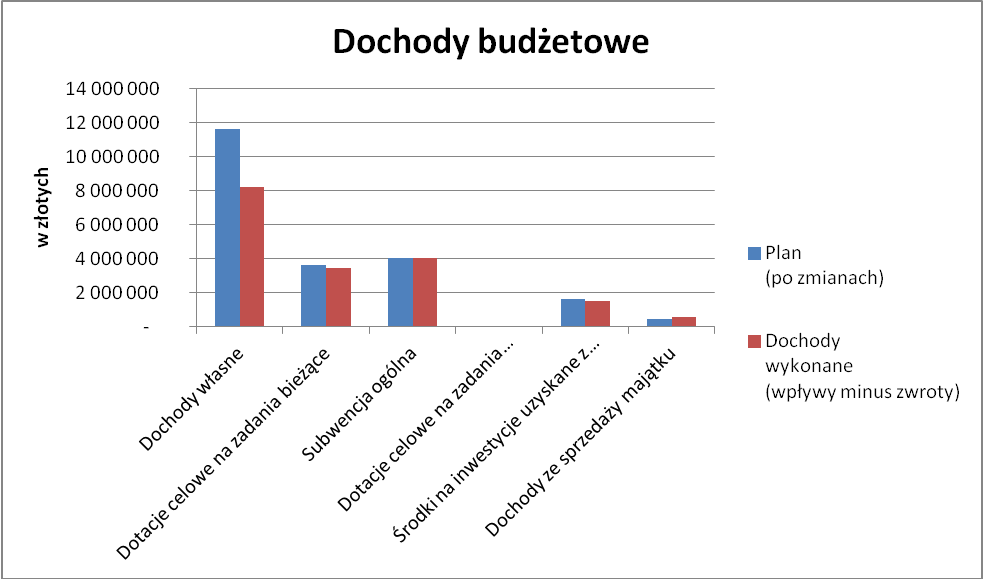 Dochody budżetowe
w złotych
14 000 000
12 000 000
10 000 000
8 000 000
6 000 000
4 000 000
2 000 000
-
Dochody własne
Dotacje celowe na zadania bieżące
Subwencja ogólna
Dotacje celowe na zadania...
Środki na inwestycje uzyskane z...
Dochody ze sprzedaży majątku
Plan
(po zmianach)
Dochody
wykonane
(wpływy minus zwroty)